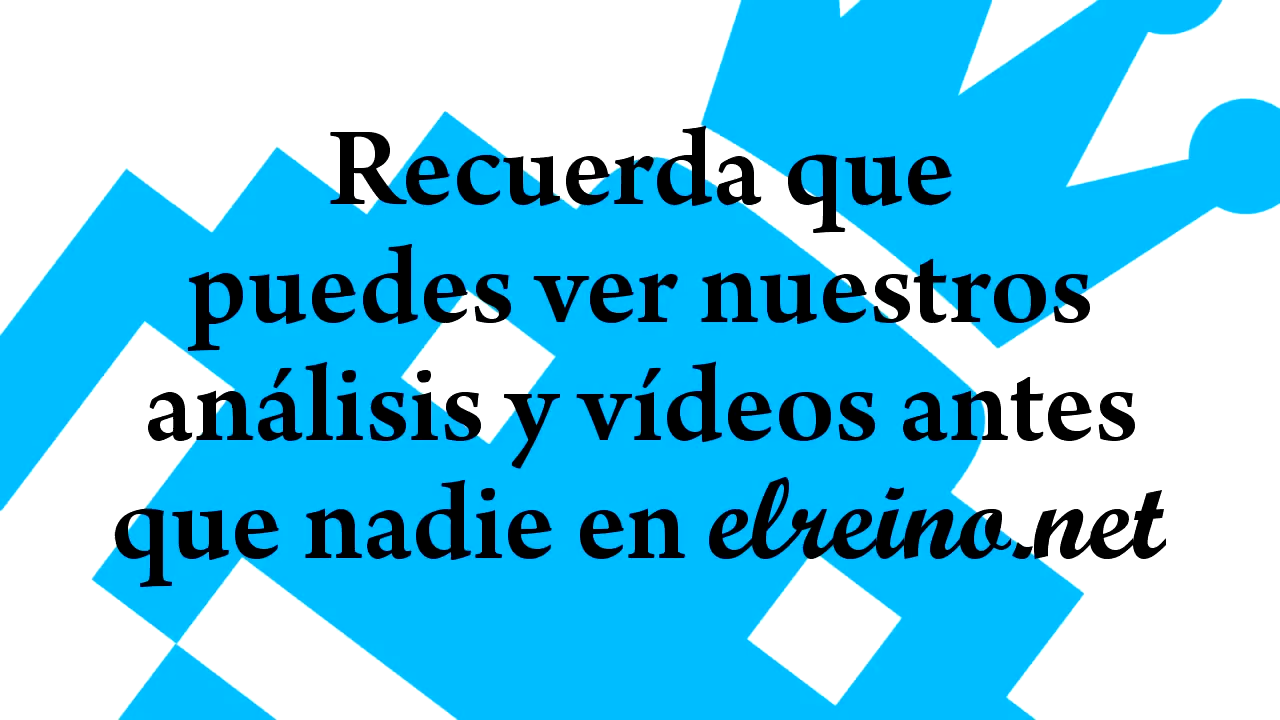 Recuerda que
puedes ver nuestros
análisis y vídeos antes
que nadie en elreino.net